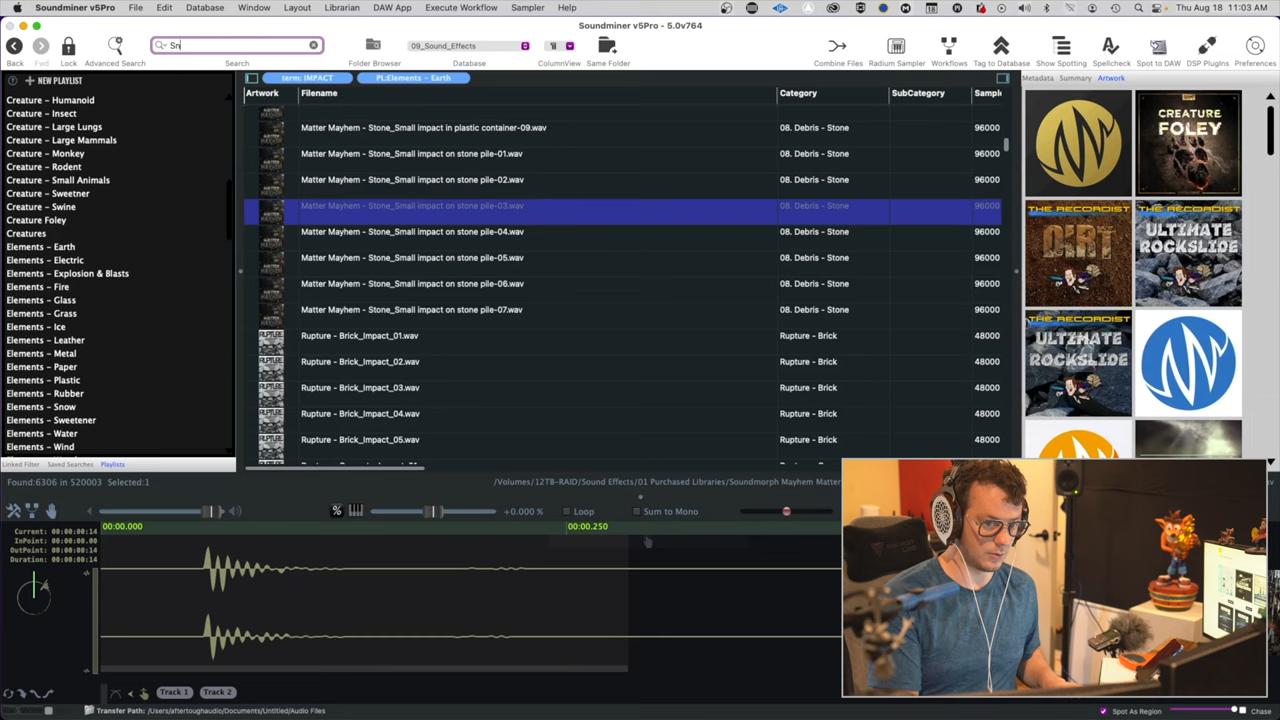 Soundminer v5Pro File Edit Database Window Layout Librarian DAW App Execute Workflow Sampler Help Thu Aug 18 11:03 AM
Soundminer v5Pro - 5.0v764
Back Fwd Lock Advanced Search Sn Search Folder Browser 09_Sound_Effects Database ColumnView Same Folder Combine Files Radium Sampler Workflows Tag to Database Show Spotting Spellcheck Spot to DAW DSP Plugins Preferences
NEW PLAYLIST
Creature – Humanoid
Creature – Insect
Creature – Large Lungs
Creature – Large Mammals
Creature – Monkey
Creature – Rodent
Creature – Small Animals
Creature – Sweetner
Creature – Swine
Creature Foley
Creatures
Elements – Earth
Elements – Electric
Elements – Explosion & Blasts
Elements – Fire
Elements – Glass
Elements – Grass
Elements – Ice
Elements – Leather
Elements – Metal
Elements – Paper
Elements – Plastic
Elements – Rubber
Elements – Snow
Elements – Sweetener
Elements – Water
Elements – Wind
Linked Filter Saved Searches Playlists
term: IMPACT PL:Elements – Earth
Artwork Filename Category SubCategory Sample
Matter Mayhem - Stone_Small impact in plastic container-09.wav 08. Debris - Stone 96000
Matter Mayhem - Stone_Small impact on stone pile-01.wav 08. Debris - Stone 96000
Matter Mayhem - Stone_Small impact on stone pile-02.wav 08. Debris - Stone 96000
Matter Mayhem - Stone_Small impact on stone pile-03.wav 08. Debris - Stone 96000
Matter Mayhem - Stone_Small impact on stone pile-04.wav 08. Debris - Stone 96000
Matter Mayhem - Stone_Small impact on stone pile-05.wav 08. Debris - Stone 96000
Matter Mayhem - Stone_Small impact on stone pile-06.wav 08. Debris - Stone 96000
Matter Mayhem - Stone_Small impact on stone pile-07.wav 08. Debris - Stone 96000
Rupture - Brick_Impact_01.wav Rupture - Brick 48000
Rupture - Brick_Impact_02.wav Rupture - Brick 48000
Rupture - Brick_Impact_03.wav Rupture - Brick 48000
Rupture - Brick_Impact_04.wav Rupture - Brick 48000
Rupture - Brick_Impact_05.wav Rupture - Brick 48000
Metadata Summary Artwork
CREATURE
FOLEY
THE RECORDIST
DIRT
THE RECORDIST
ULTIMATE
ROCKSLIDE
THE RECORDIST
ULTIMATE
ROCKSLIDE
Found:6306 in 520003 Selected:1 /Volumes/12TB-RAID/Sound Effects/01 Purchased Libraries/Soundmorph Mayhem Matter
+0.000 % Loop Sum to Mono
00:00.000 00:00.250
Current: 00:00:00:14
InPoint: 00:00:00:00
OutPoint: 00:00:00:14
Duration: 00:00:00:14
Track 1 Track 2
Transfer Path: /Users/aftertoughaudio/Documents/Untitled/Audio Files Spot As Region Chase